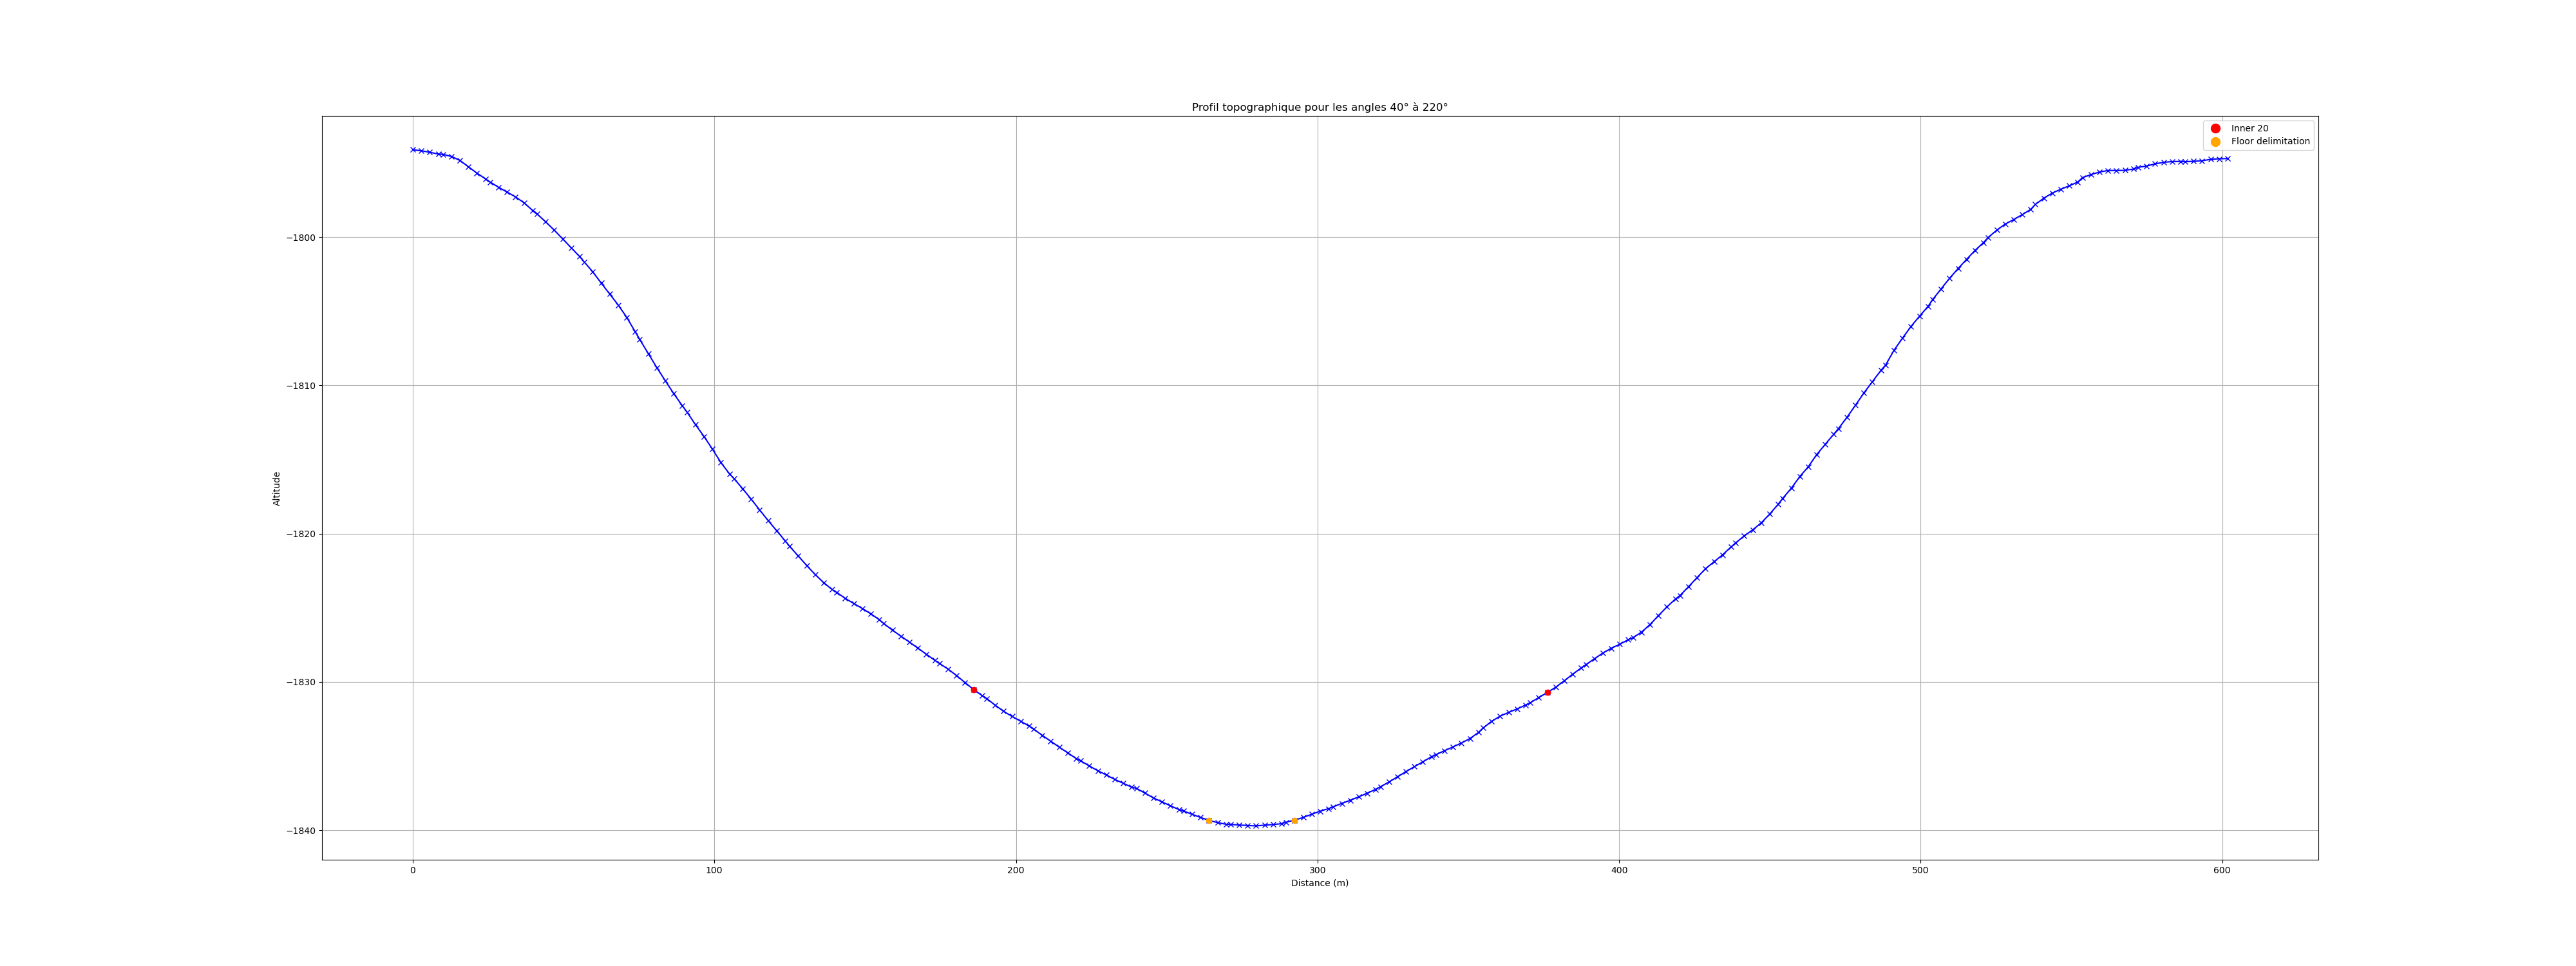 Profil topographique pour les angles 40° à 220°
Inner 20
Floor delimitation
Altitude
−1800
−1810
−1820
−1830
−1840
0 100 200 300 400 500 600
Distance (m)